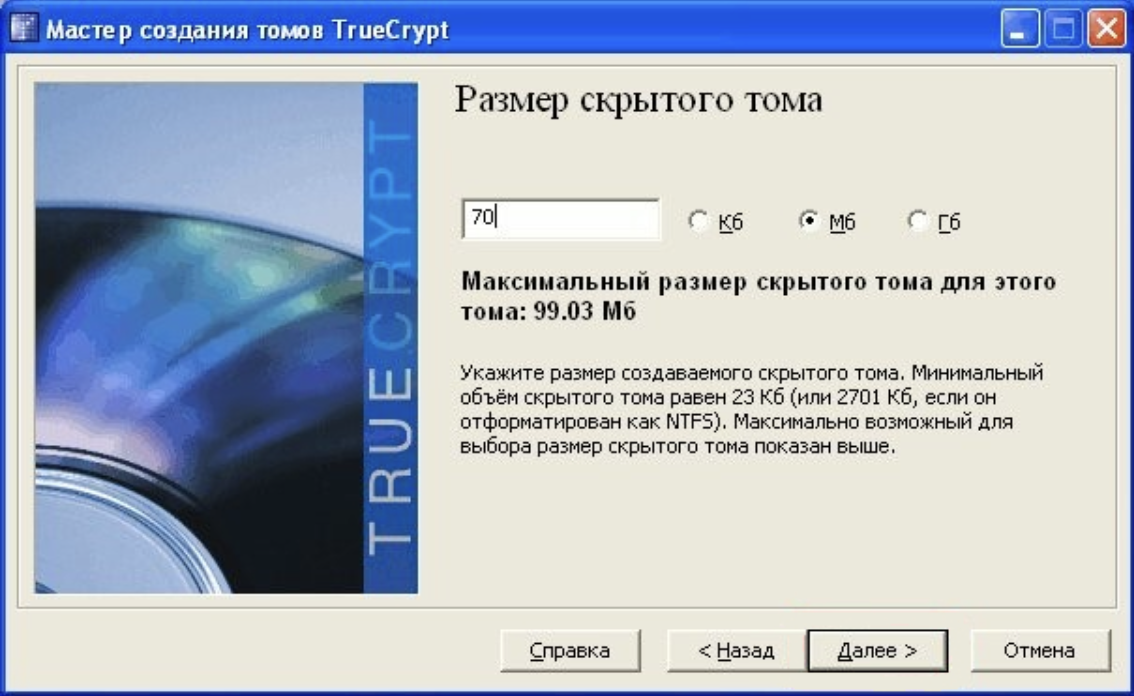 Мастер создания томов TrueCrypt
TRUECRYPT
Размер скрытого тома
70
Кб
Мб
Гб
Максимальный размер скрытого тома для этого
тома: 99.03 Мб
Укажите размер создаваемого скрытого тома. Минимальный
объём скрытого тома равен 23 Кб (или 2701 Кб, если он
отформатирован как NTFS). Максимально возможный для
выбора размер скрытого тома показан выше.
Справка
< Назад
Далее >
Отмена